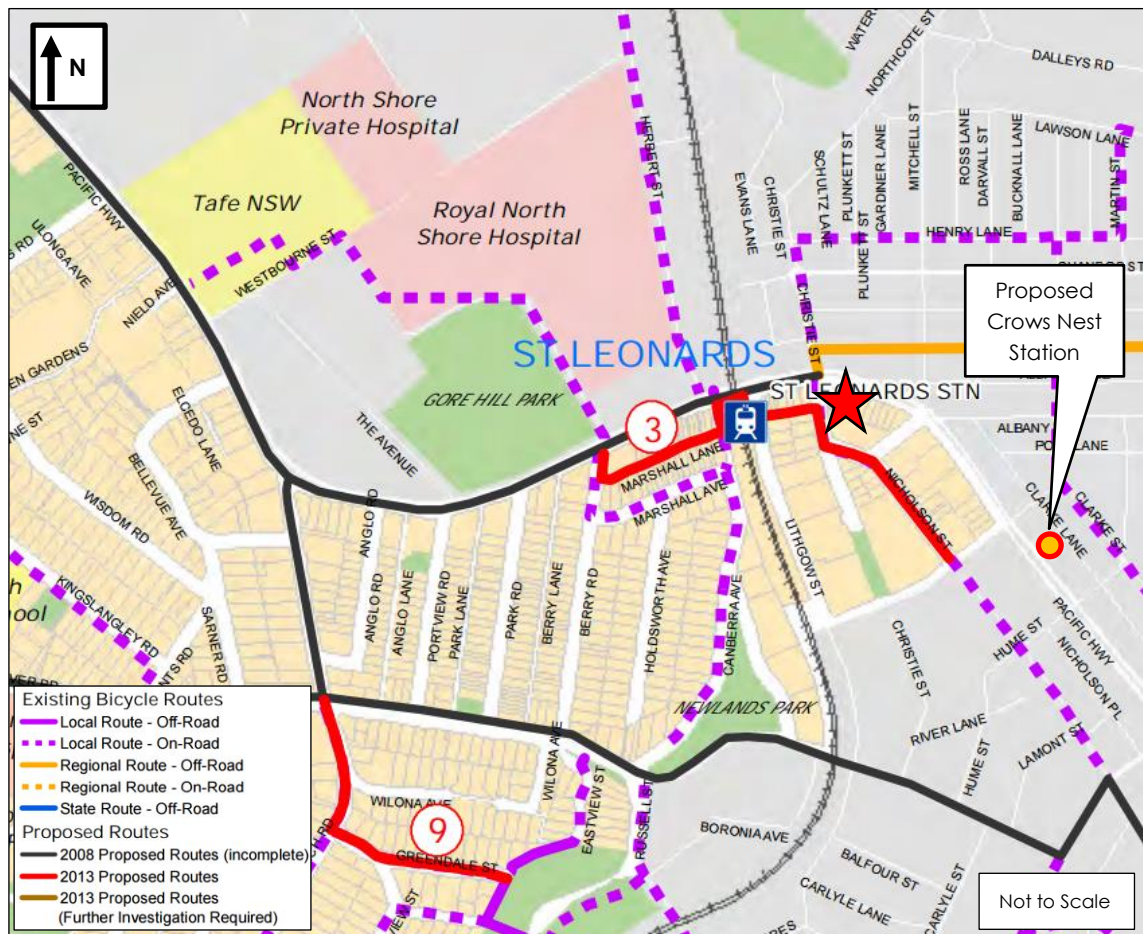 N
North Shore
Private Hospital
Tafe NSW
Royal North
Shore Hospital
ST LEONARDS
GORE HILL PARK
ST LEONARDS STN
NEWLANDS PARK
Proposed
Crows Nest
Station
3
9
PACIFIC HWY
ULONGA AVE
NIELD AVE
WESTBOURNE ST
HERBERT ST
EVANS LANE
CHRISTIE ST
SCHULTZ LANE
PLUNKETT ST
PLUNKETT ST
GARDINER LANE
MITCHELL ST
ROSS LANE
DARVALL ST
BUCKNALL LANE
NORTHCOTE ST
DALLEYS RD
LAWSON LANE
MARTIN ST
HENRY LANE
CHRISTIE ST
ALBANY
CLARKE LANE
CLARKE ST
NICHOLSON ST
LITHGOW ST
MARSHALL LANE
MARSHALL AVE
THE AVENUE
ELOEDO LANE
BELLEVUE AVE
WISDOM RD
KINGSLANGLEY RD
SARNER RD
ANGLO RD
ANGLO RD
ANGLO LANE
PORTVIEW RD
PARK LANE
PARK RD
BERRY LANE
BERRY RD
HOLDSWORTH AVE
CANBERRA AVE
CHRISTIE ST
HUME ST
PACIFIC HWY
NICHOLSON PL
RIVER LANE
HUME ST
LAMONT ST
WILONA AVE
WILONA AVE
EASTVIEW ST
RUSSELL ST
GREENDALE ST
BORONIA AVE
BALFOUR ST
CARLYLE LANE
CARLYLE ST
Existing Bicycle Routes
Local Route - Off-Road
Local Route - On-Road
Regional Route - Off-Road
Regional Route - On-Road
State Route - Off-Road
Proposed Routes
2008 Proposed Routes (incomplete)
2013 Proposed Routes
2013 Proposed Routes
(Further Investigation Required)
Not to Scale